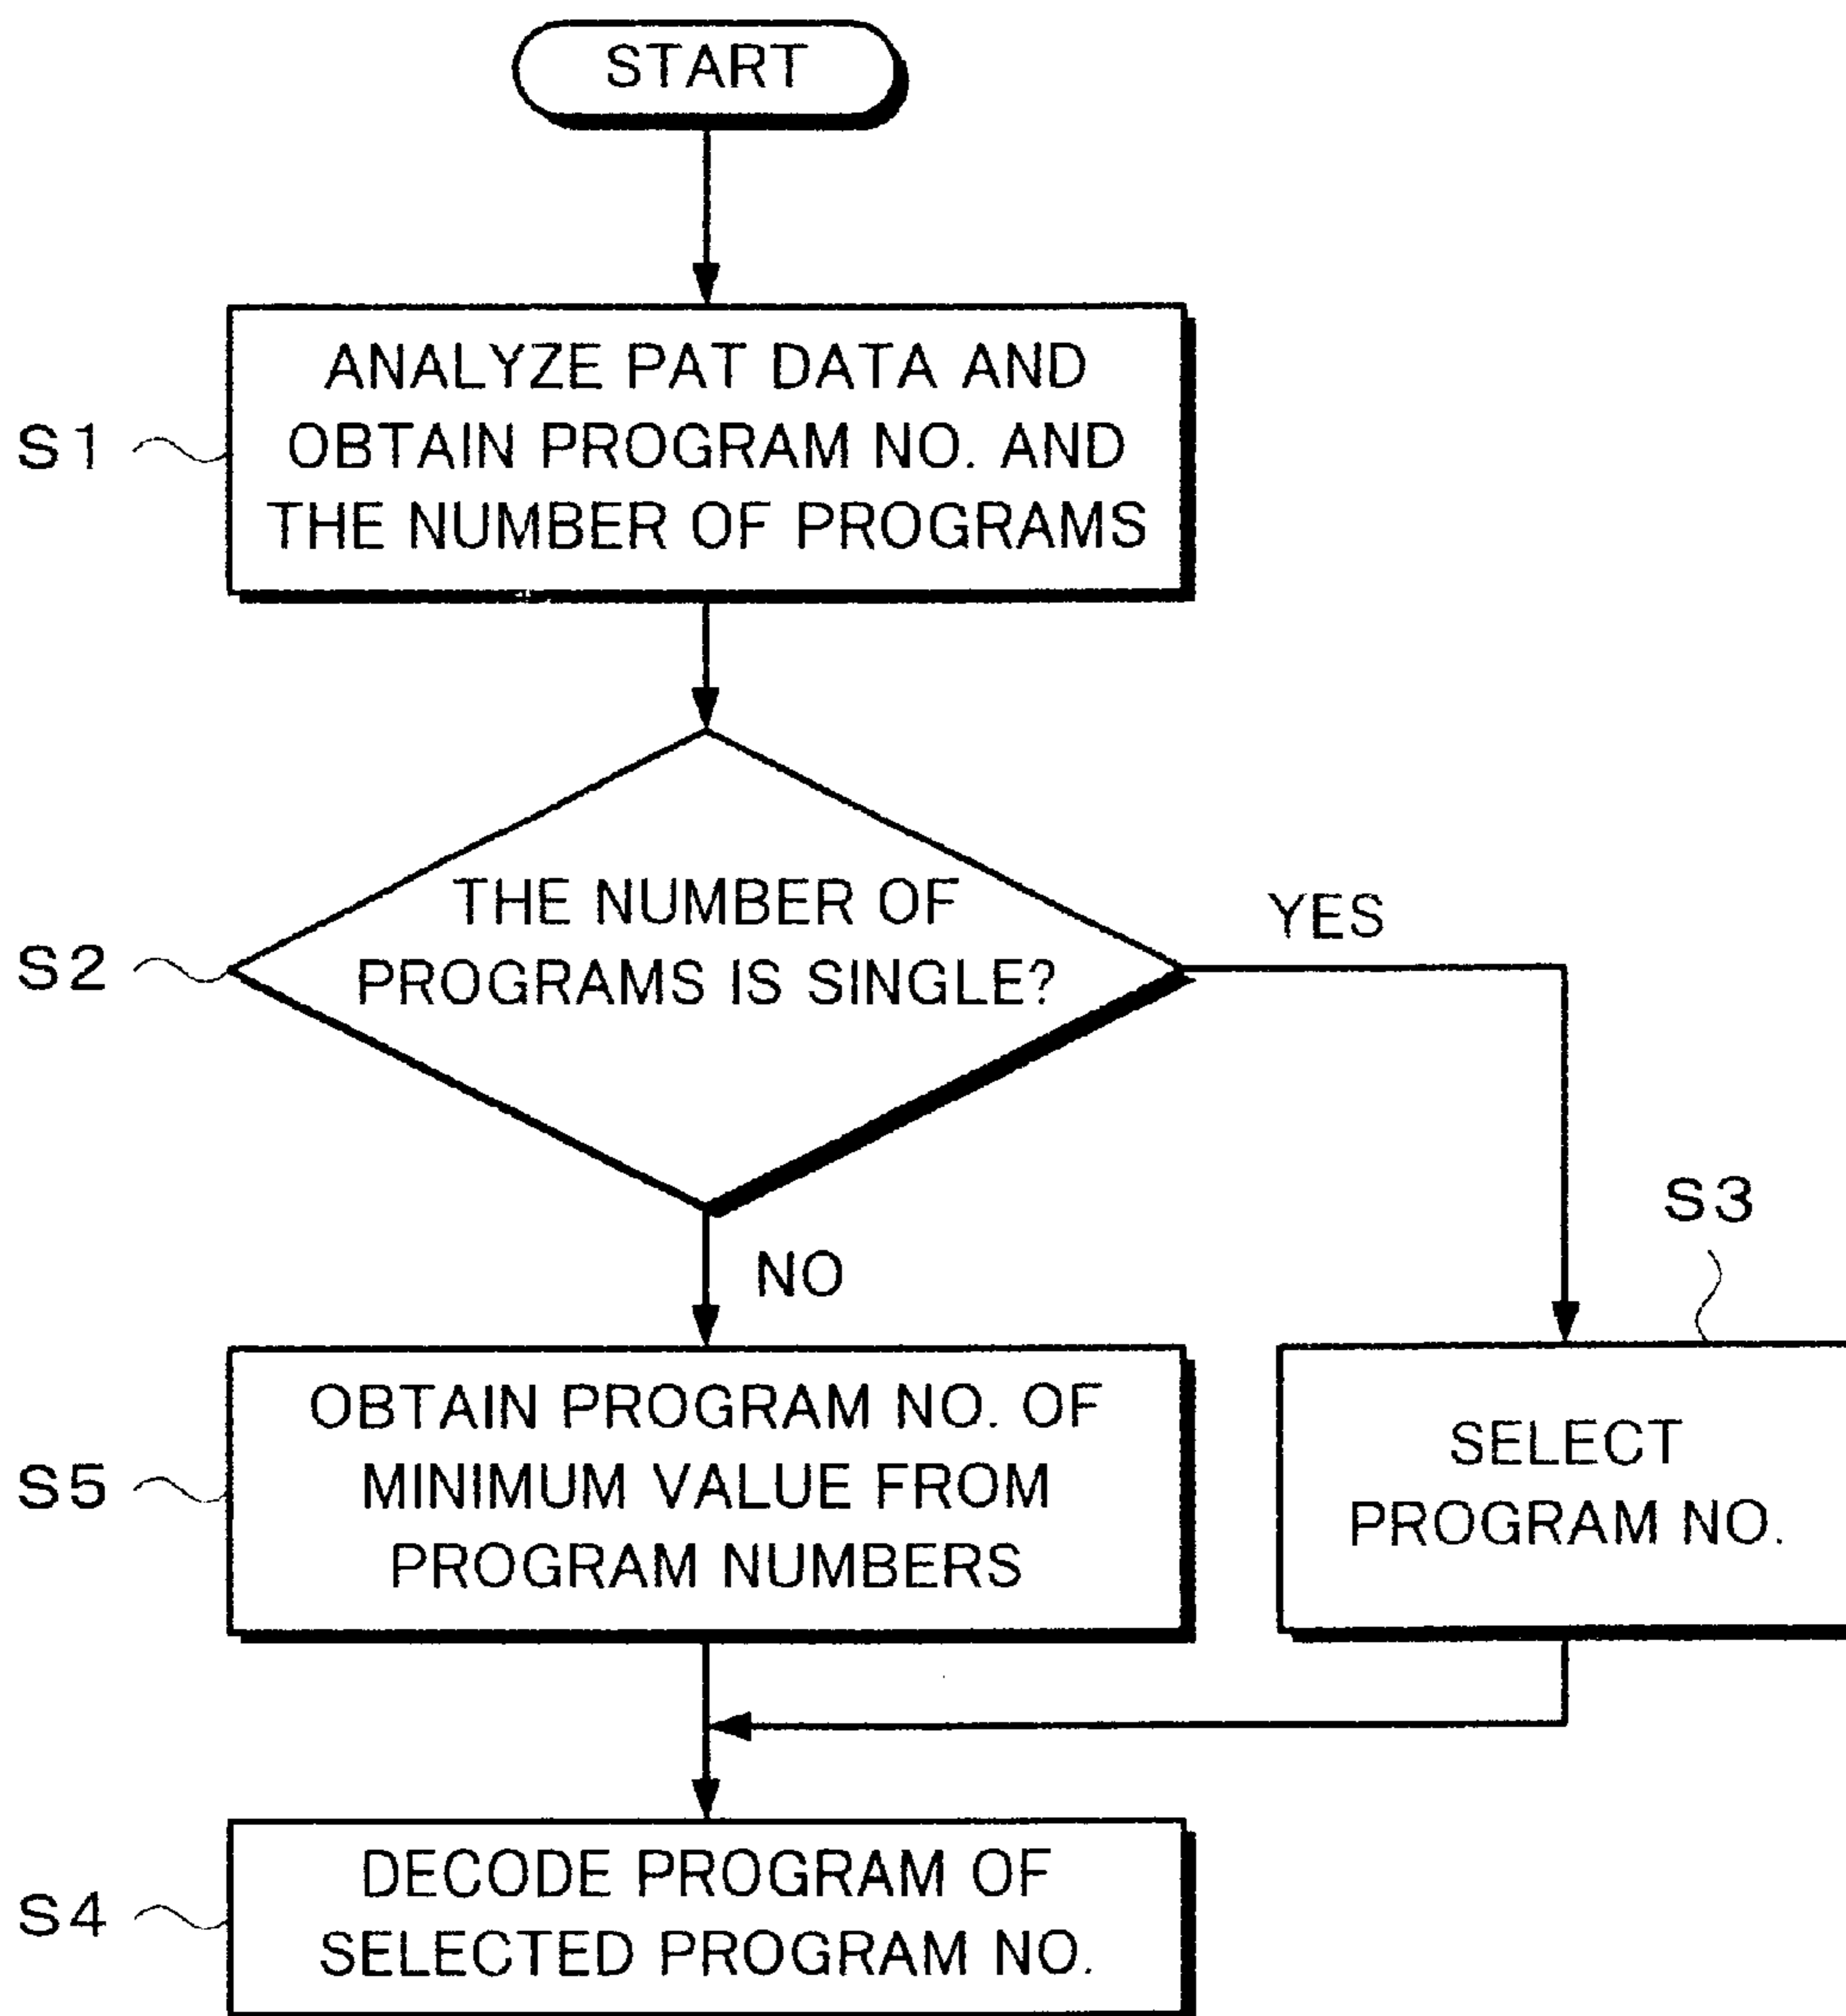 START
S1
ANALYZE PAT DATA AND
OBTAIN PROGRAM NO. AND
THE NUMBER OF PROGRAMS
S2
THE NUMBER OF
PROGRAMS IS SINGLE?
YES
NO
S3
SELECT
PROGRAM NO.
S5
OBTAIN PROGRAM NO. OF
MINIMUM VALUE FROM
PROGRAM NUMBERS
S4
DECODE PROGRAM OF
SELECTED PROGRAM NO.